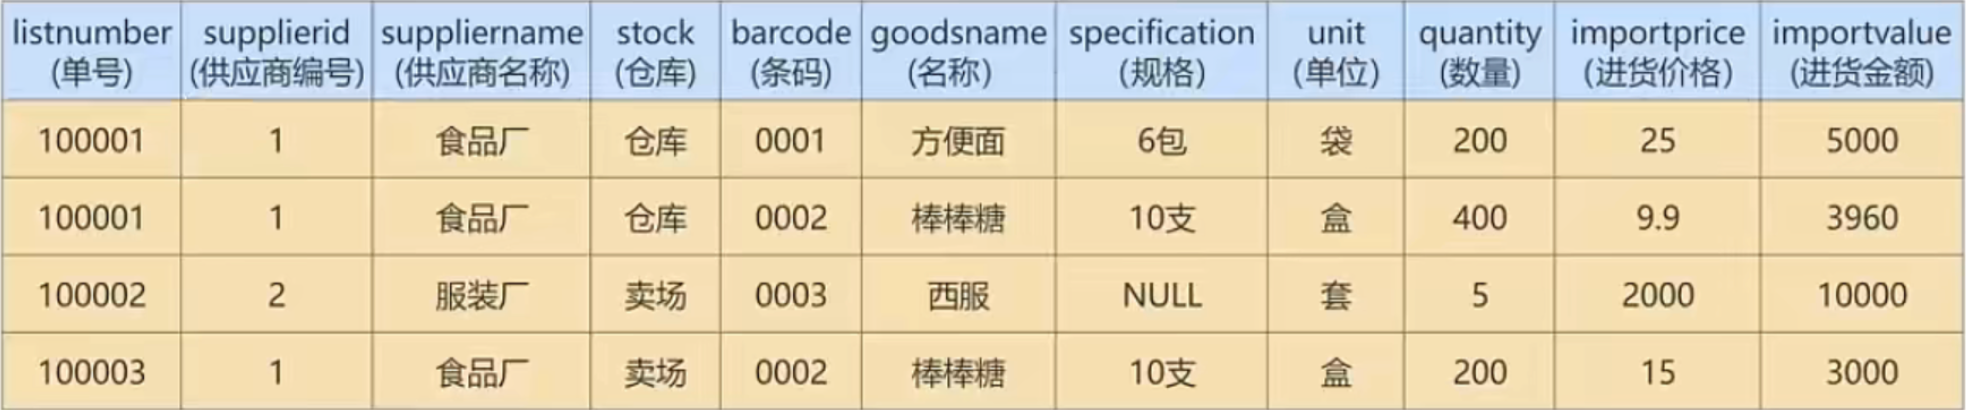 listnumber supplierid suppliername stock barcode goodsname specification unit quantity importprice importvalue
(单号) (供应商编号) (供应商名称) (仓库) (条码) (名称) (规格) (单位) (数量) (进货价格) (进货金额)
100001 1 食品厂 仓库 0001 方便面 6包 袋 200 25 5000
100001 1 食品厂 仓库 0002 棒棒糖 10支 盒 400 9.9 3960
100002 2 服装厂 卖场 0003 西服 NULL 套 5 2000 10000
100003 1 食品厂 卖场 0002 棒棒糖 10支 盒 200 15 3000